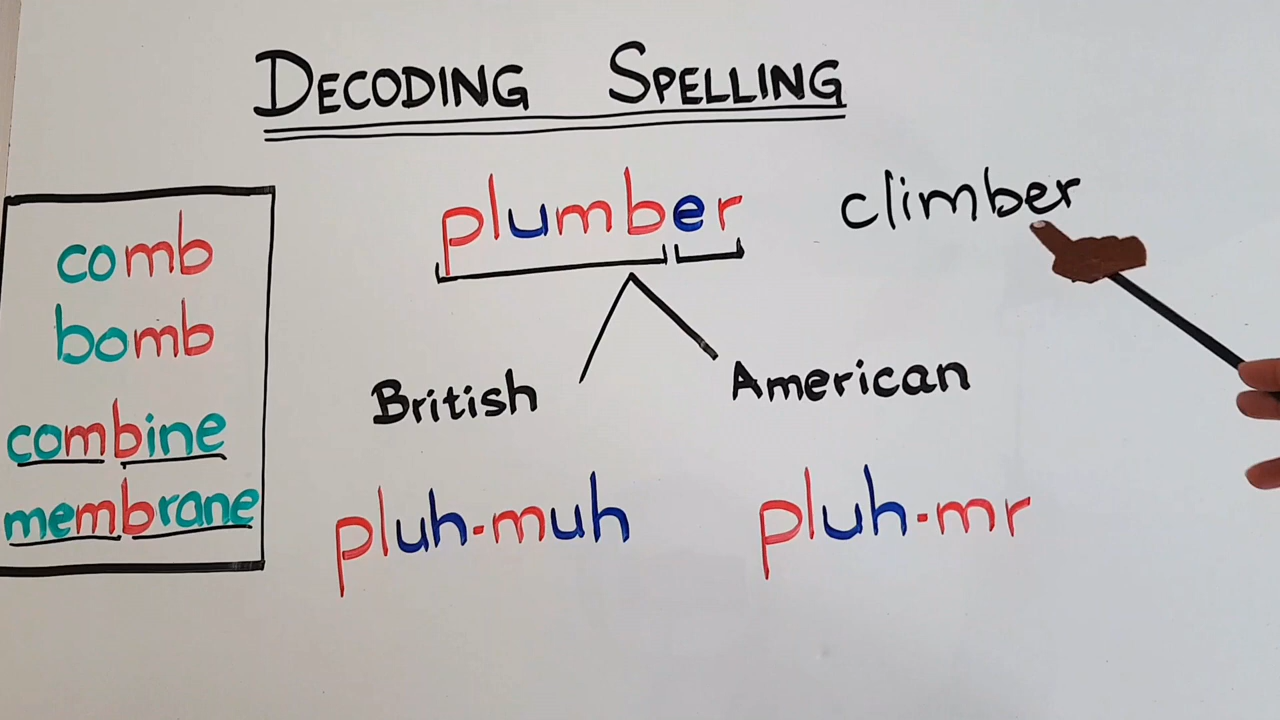 DECODING SPELLING
comb
bomb
combine
membrane
plumber
climber
British
American
pluh-muh
pluh-mr